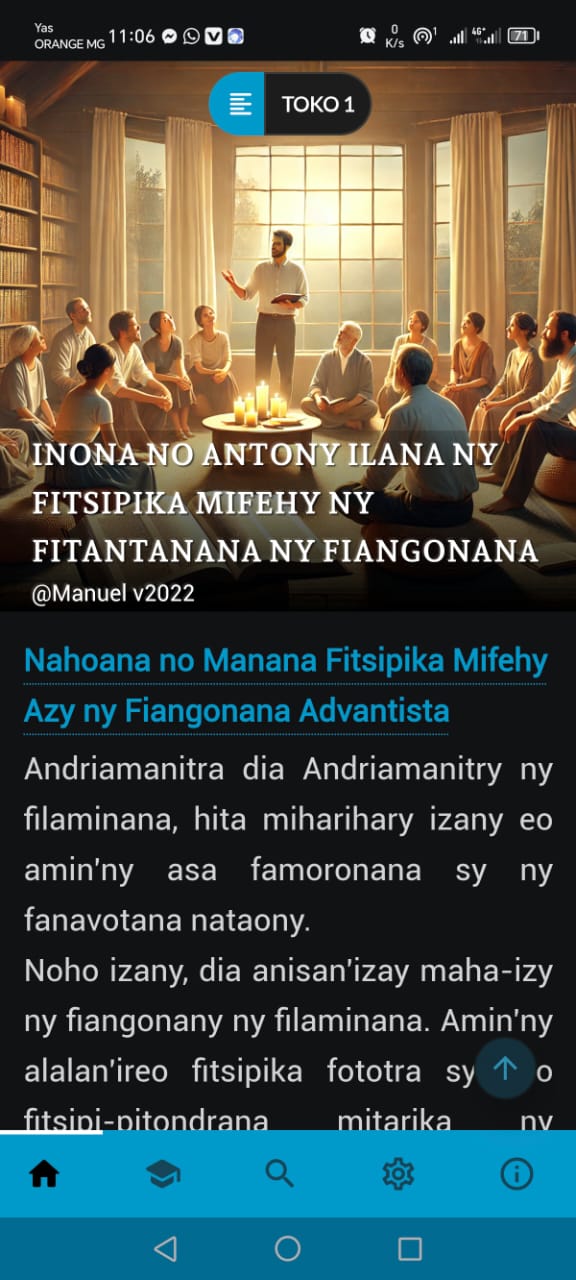 Yas
ORANGE MG 11:06
0
K/s
1
4G+
71
TOKO 1
INONA NO ANTONY ILANA NY
FITSIPIKA MIFEHY NY
FITANTANANA NY FIANGONANA
@Manuel v2022
Nahoana no Manana Fitsipika Mifehy
Azy ny Fiangonana Advantista
Andriamanitra dia Andriamanitry ny
filaminana, hita miharihary izany eo
amin'ny asa famoronana sy ny
fanavotana nataony.
Noho izany, dia anisan'izay maha-izy
ny fiangonany ny filaminana. Amin'ny
alalan'ireo fitsipika fototra sy
fitsipi-pitondrana mitarika ny